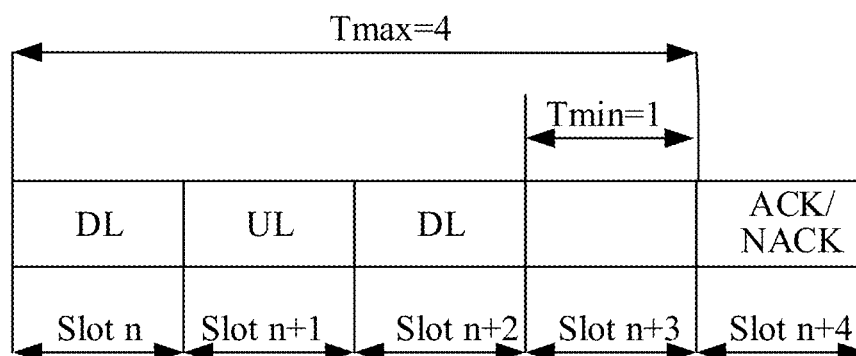 Tmax=4
Tmin=1
DL UL DL ACK/
NACK
Slot n Slot n+1 Slot n+2 Slot n+3 Slot n+4